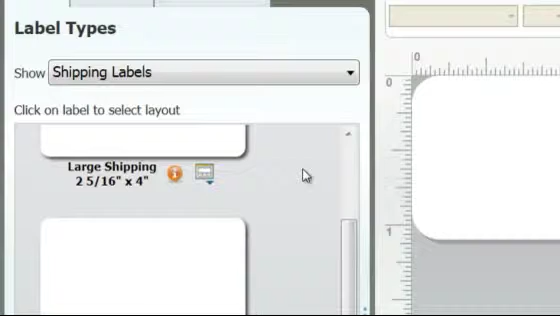 Label Types
Show Shipping Labels
Click on label to select layout
Large Shipping
2 5/16" x 4"
0
0
1